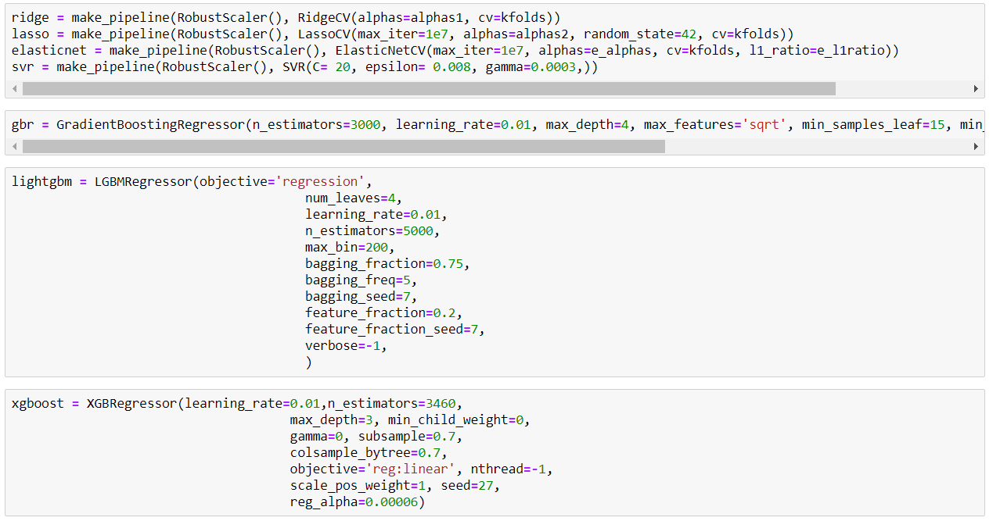 ridge = make_pipeline(RobustScaler(), RidgeCV(alphas=alphas1, cv=kfolds))
lasso = make_pipeline(RobustScaler(), LassoCV(max_iter=1e7, alphas=alphas2, random_state=42, cv=kfolds))
elasticnet = make_pipeline(RobustScaler(), ElasticNetCV(max_iter=1e7, alphas=e_alphas, cv=kfolds, l1_ratio=e_l1ratio))
svr = make_pipeline(RobustScaler(), SVR(C= 20, epsilon= 0.008, gamma=0.0003,))
gbr = GradientBoostingRegressor(n_estimators=3000, learning_rate=0.01, max_depth=4, max_features='sqrt', min_samples_leaf=15, min_
lightgbm = LGBMRegressor(objective='regression',
num_leaves=4,
learning_rate=0.01,
n_estimators=5000,
max_bin=200,
bagging_fraction=0.75,
bagging_freq=5,
bagging_seed=7,
feature_fraction=0.2,
feature_fraction_seed=7,
verbose=-1,
)
xgboost = XGBRegressor(learning_rate=0.01,n_estimators=3460,
max_depth=3, min_child_weight=0,
gamma=0, subsample=0.7,
colsample_bytree=0.7,
objective='reg:linear', nthread=-1,
scale_pos_weight=1, seed=27,
reg_alpha=0.00006)